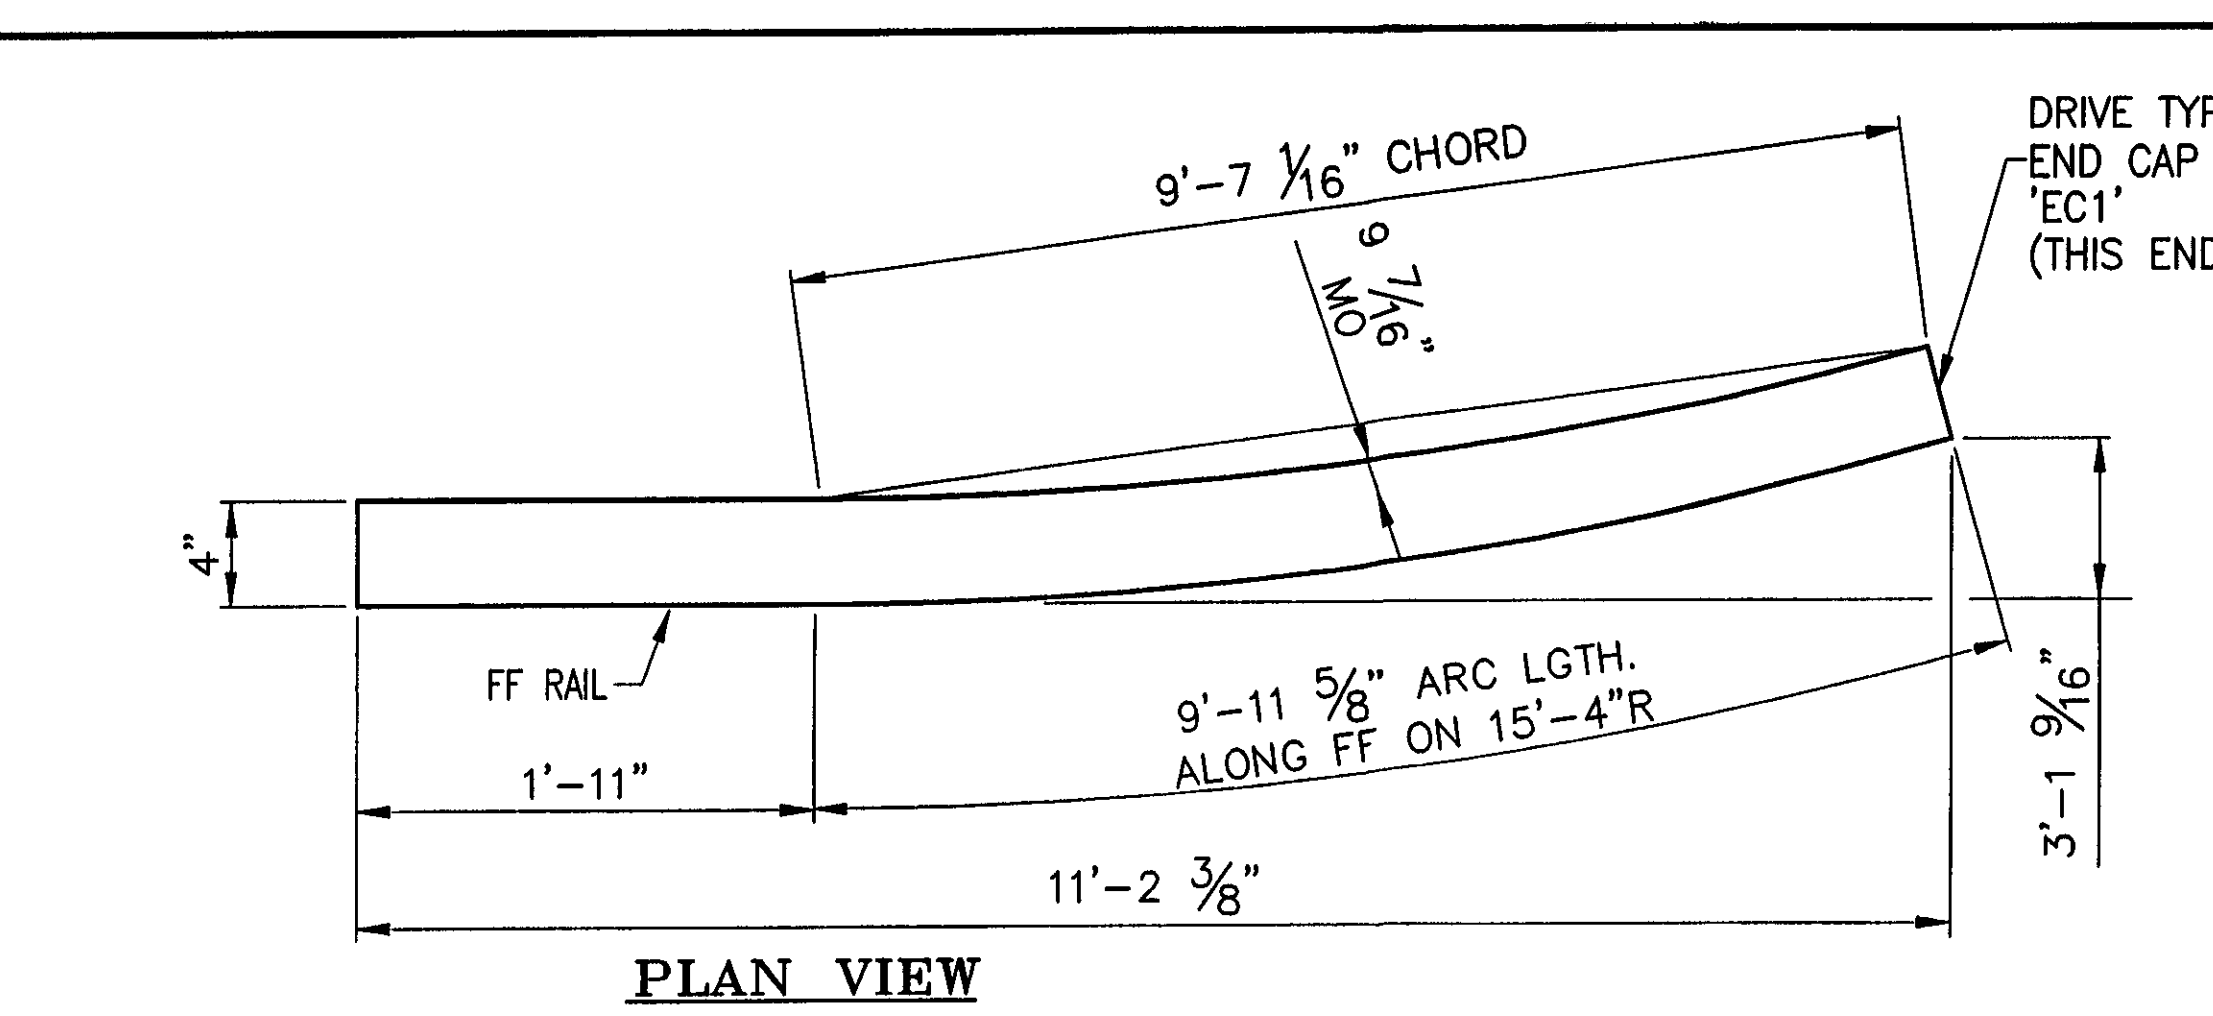 DRIVE TYP
END CAP
'EC1'
(THIS END
9'-7 1/16" CHORD
9 7/16"
MO
4"
FF RAIL
9'-11 5/8" ARC LGTH.
ALONG FF ON 15'-4"R
3'-1 9/16"
1'-11"
11'-2 3/8"
PLAN VIEW